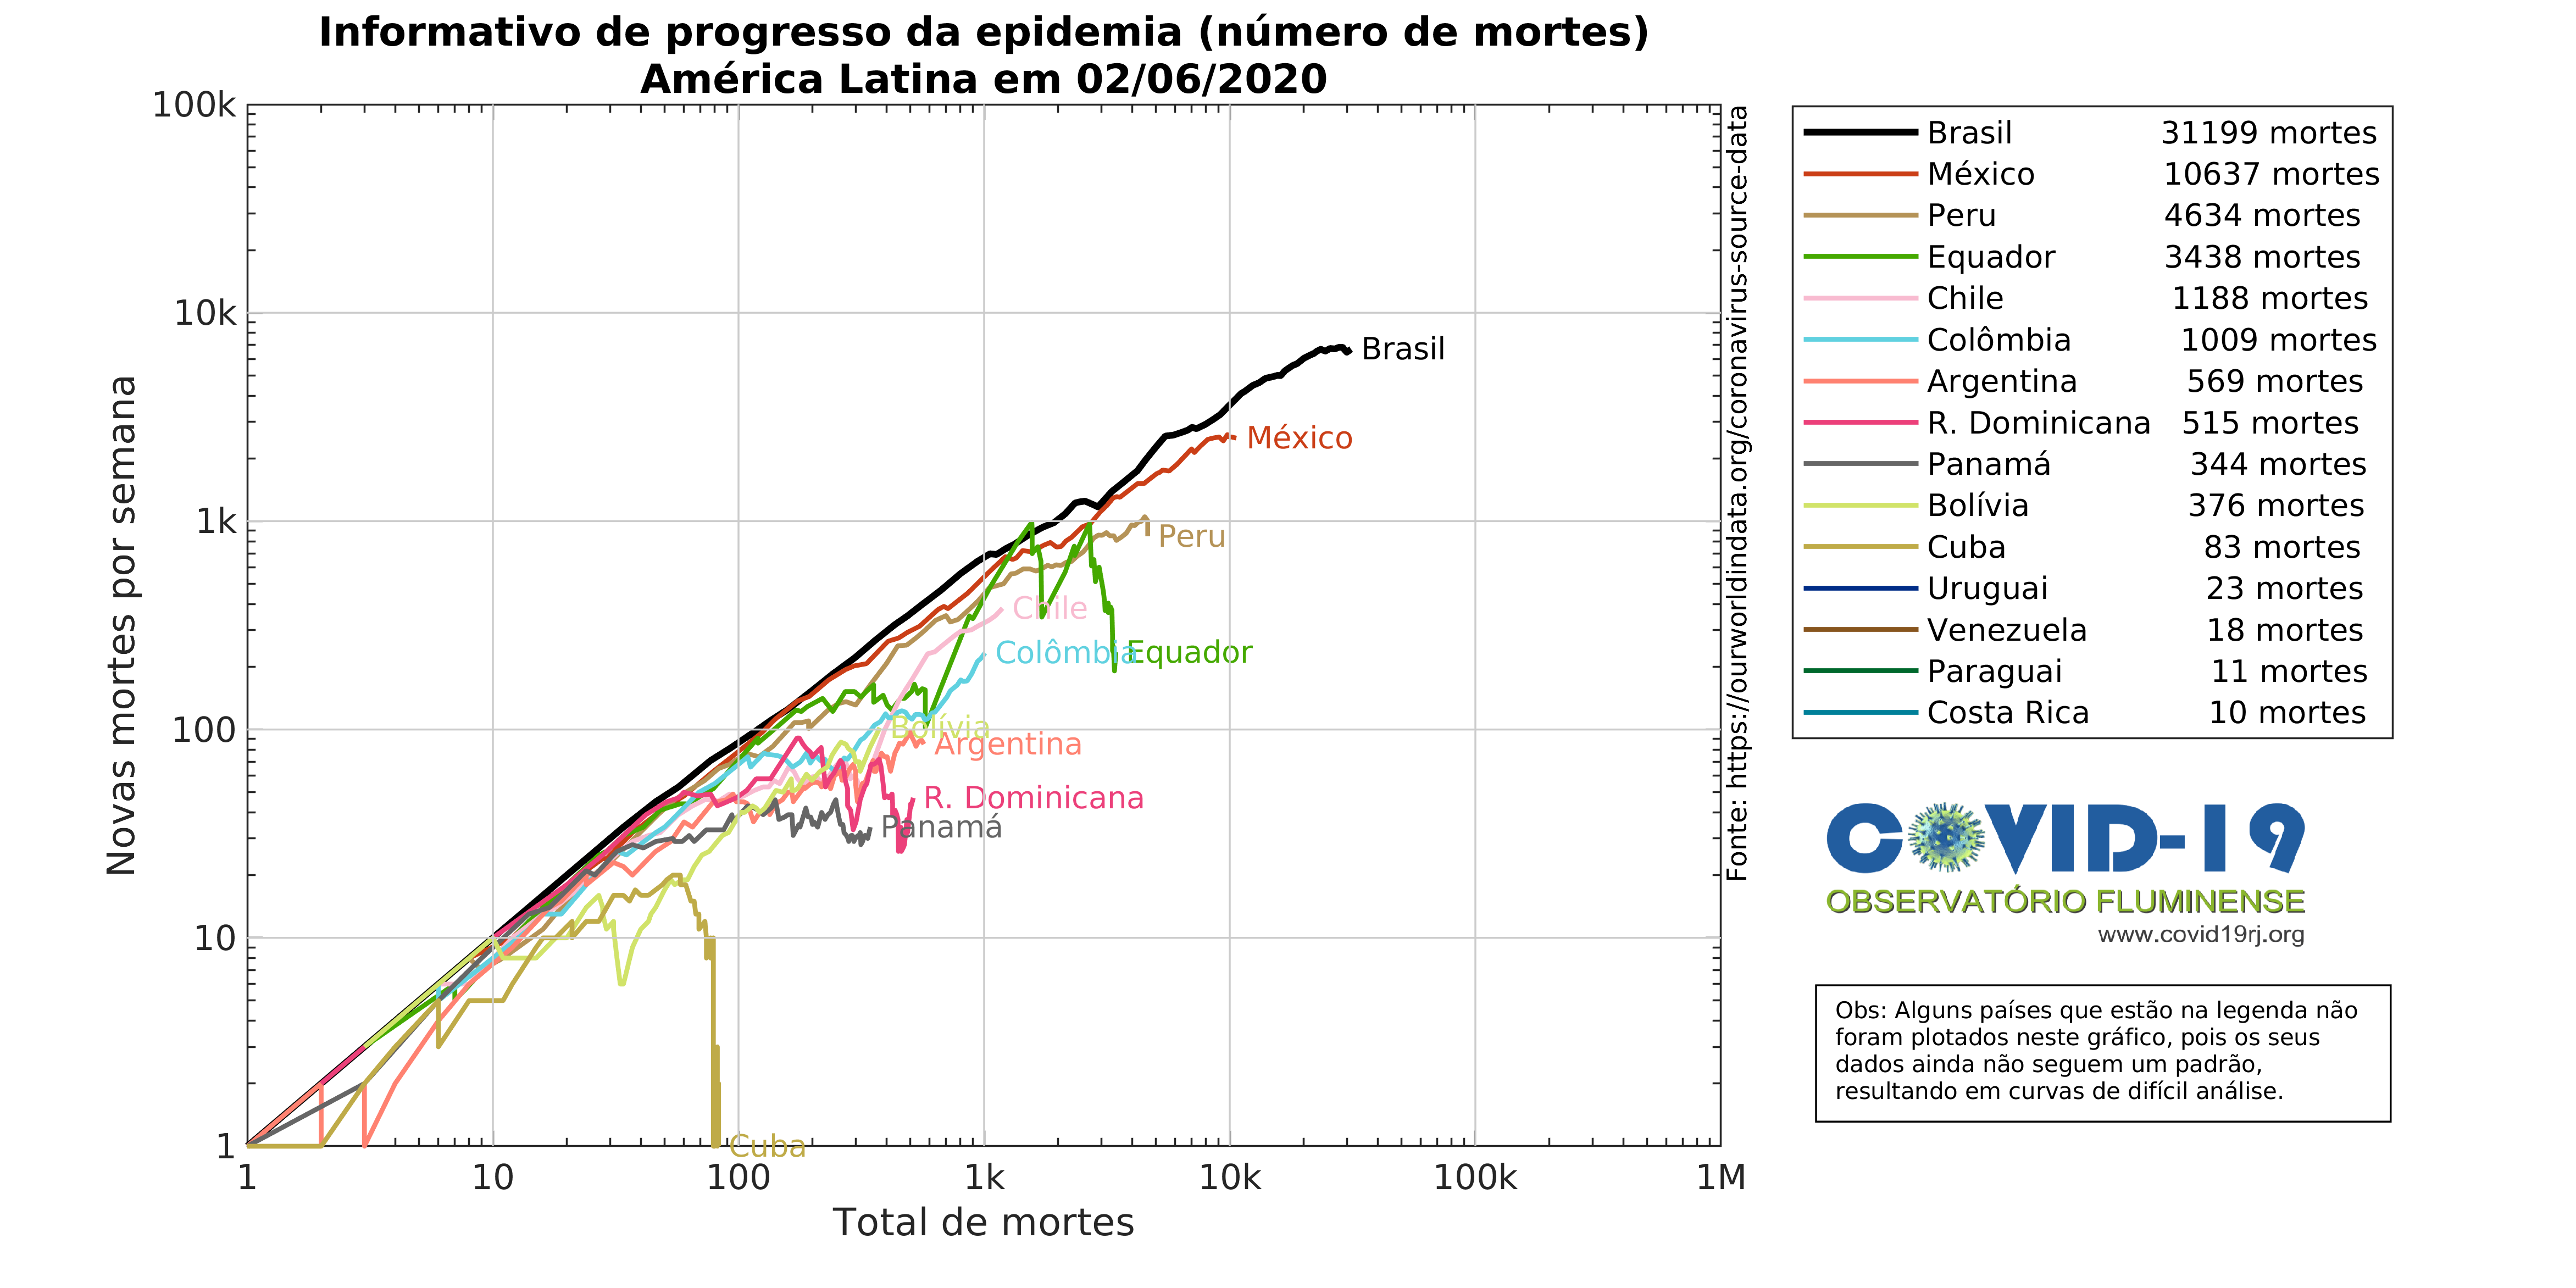 Informativo de progresso da epidemia (número de mortes)
América Latina em 02/06/2020
100k
10k
1k
100
10
1
Novas mortes por semana
1
10
100
1k
10k
100k
1M
Total de mortes
Brasil
México
Peru
Chile
Colômbia
Equador
Bolívia
Argentina
R. Dominicana
Panamá
Cuba
Fonte: https://ourworldindata.org/coronavirus-source-data
Brasil 31199 mortes
México 10637 mortes
Peru 4634 mortes
Equador 3438 mortes
Chile 1188 mortes
Colômbia 1009 mortes
Argentina 569 mortes
R. Dominicana 515 mortes
Panamá 344 mortes
Bolívia 376 mortes
Cuba 83 mortes
Uruguai 23 mortes
Venezuela 18 mortes
Paraguai 11 mortes
Costa Rica 10 mortes
COVID-19
OBSERVATÓRIO FLUMINENSE
www.covid19rj.org
Obs: Alguns países que estão na legenda não
foram plotados neste gráfico, pois os seus
dados ainda não seguem um padrão,
resultando em curvas de difícil análise.